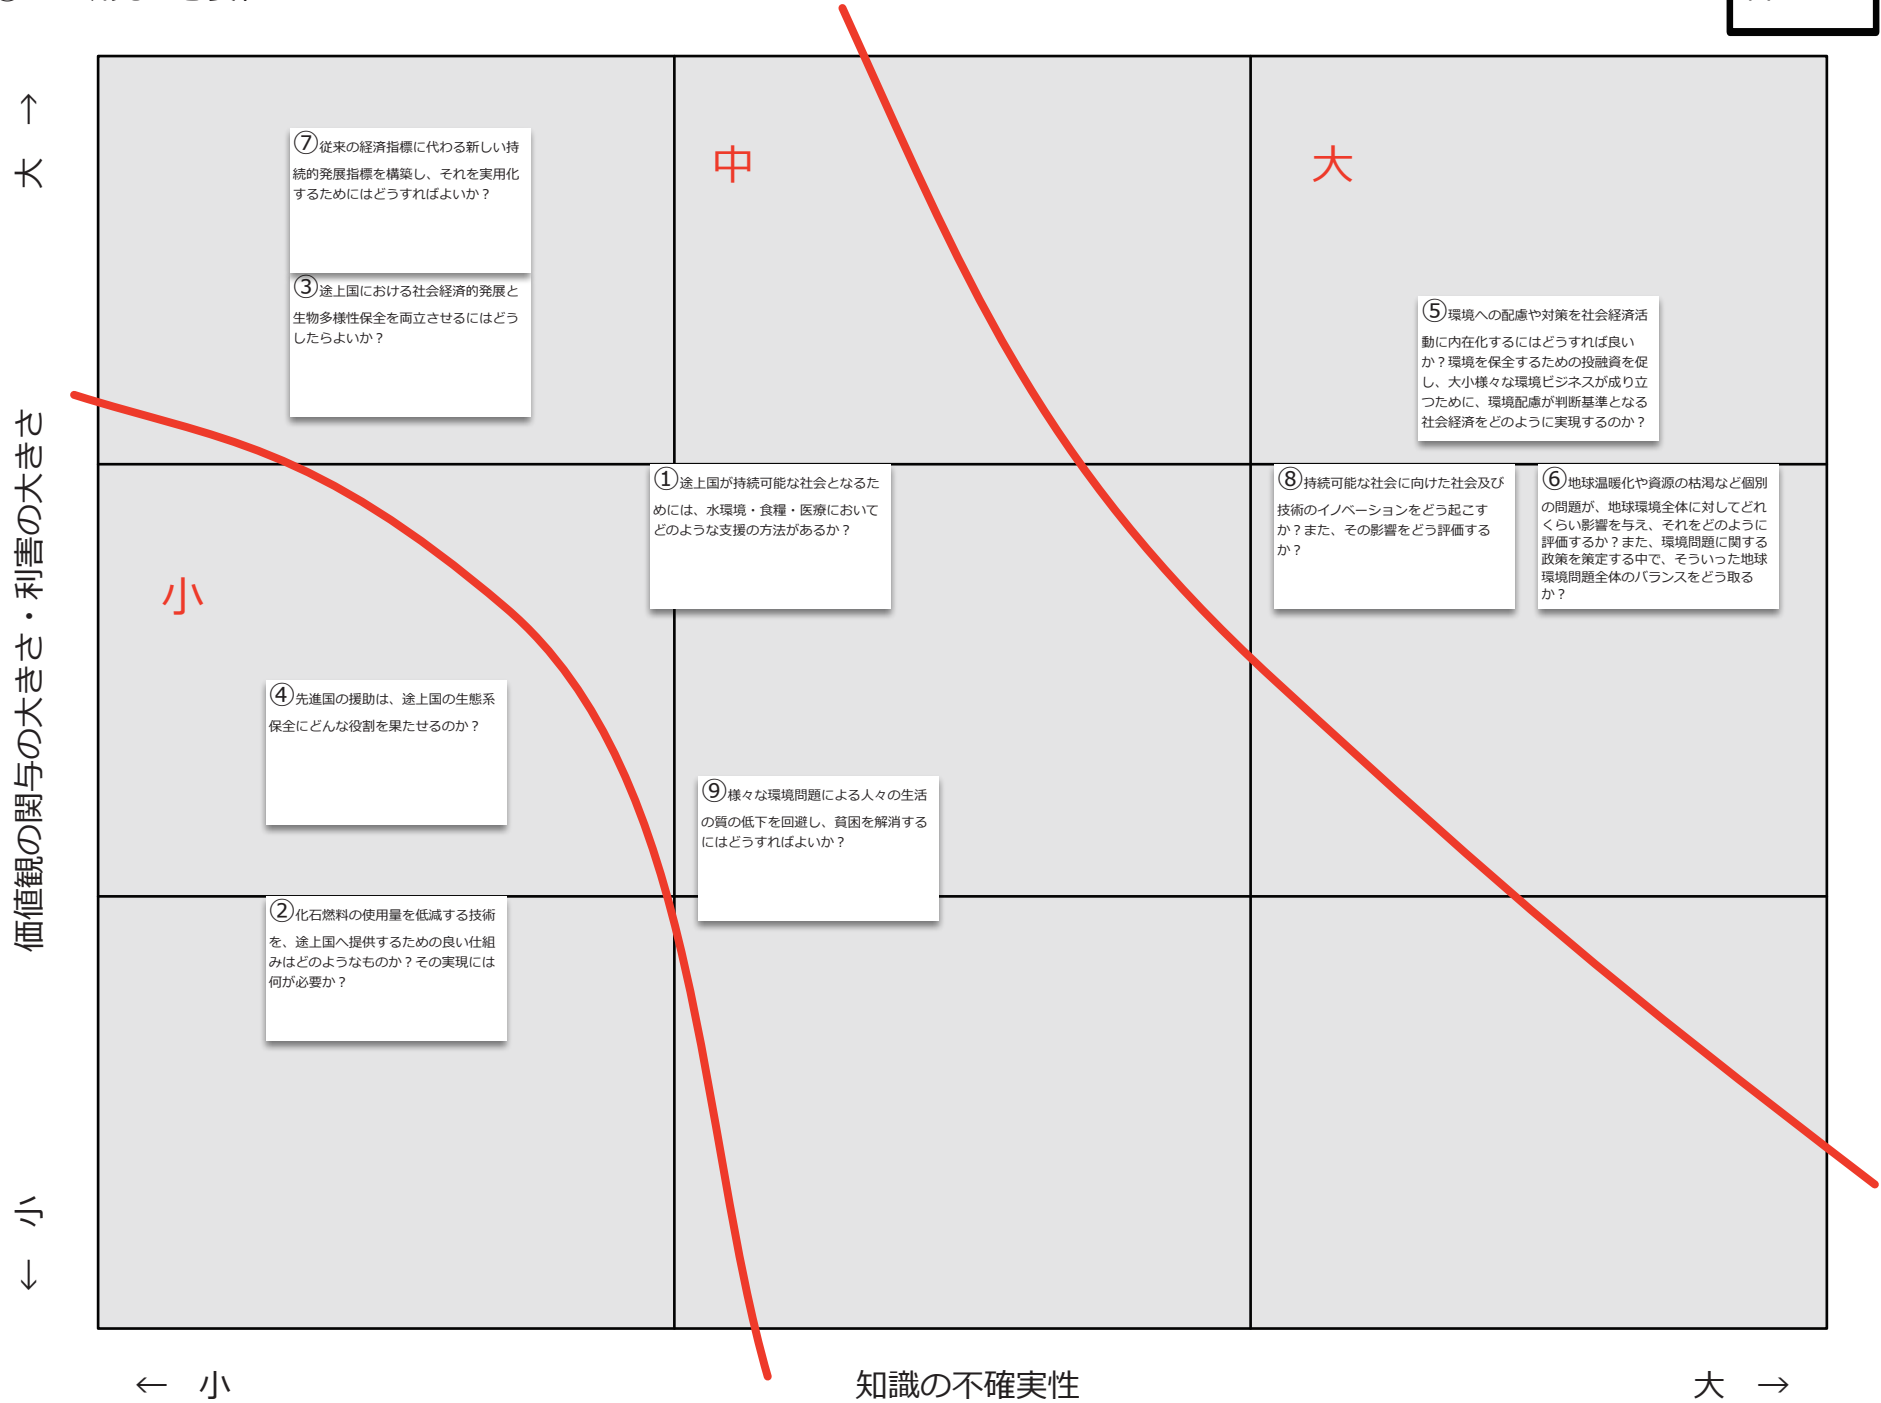 大 →
⑦従来の経済指標に代わる新しい持
続的発展指標を構築し、それを実用化
するためにはどうすればよいか？
中
大
③途上国における社会経済的発展と
生物多様性保全を両立させるにはどう
したらよいか？
⑤環境への配慮や対策を社会経済活
動に内在化するにはどうすれば良い
か？環境を保全するための投融資を促
し、大小様々な環境ビジネスが成り立
つために、環境配慮が判断基準となる
社会経済をどのように実現するのか？
価値観の関与の大きさ・利害の大きさ
①途上国が持続可能な社会となるた
めには、水環境・食糧・医療において
どのような支援の方法があるか？
⑧持続可能な社会に向けた社会及び
技術のイノベーションをどう起こす
か？また、その影響をどう評価する
か？
⑥地球温暖化や資源の枯渇など個別
の問題が、地球環境全体に対してどれ
くらい影響を与え、それをどのように
評価するか？また、環境問題に関する
政策を策定する中で、そういった地球
環境問題全体のバランスをどう取る
か？
小
④先進国の援助は、途上国の生態系
保全にどんな役割を果たせるのか？
⑨様々な環境問題による人々の生活
の質の低下を回避し、貧困を解消する
にはどうすればよいか？
②化石燃料の使用量を低減する技術
を、途上国へ提供するための良い仕組
みはどのようなものか？その実現には
何が必要か？
← 小
← 小
知識の不確実性
大 →